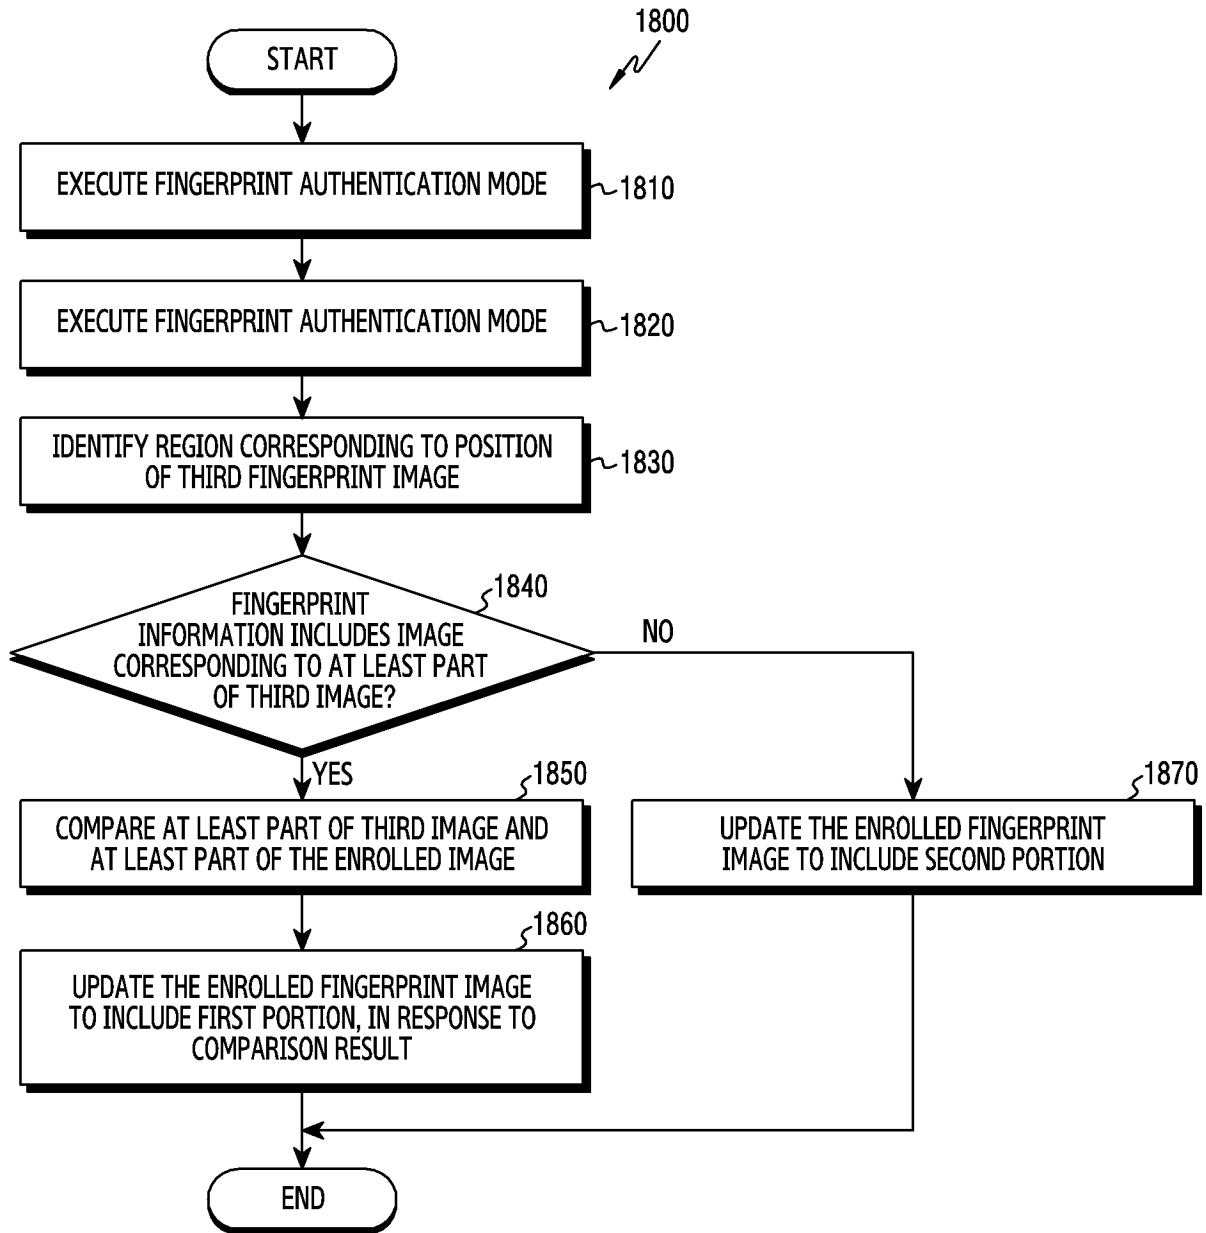 1800
START
EXECUTE FINGERPRINT AUTHENTICATION MODE
1810
EXECUTE FINGERPRINT AUTHENTICATION MODE
1820
IDENTIFY REGION CORRESPONDING TO POSITION
OF THIRD FINGERPRINT IMAGE
1830
1840
FINGERPRINT
INFORMATION INCLUDES IMAGE
CORRESPONDING TO AT LEAST PART
OF THIRD IMAGE?
NO
YES
1850
COMPARE AT LEAST PART OF THIRD IMAGE AND
AT LEAST PART OF THE ENROLLED IMAGE
1870
UPDATE THE ENROLLED FINGERPRINT
IMAGE TO INCLUDE SECOND PORTION
1860
UPDATE THE ENROLLED FINGERPRINT IMAGE
TO INCLUDE FIRST PORTION, IN RESPONSE TO
COMPARISON RESULT
END